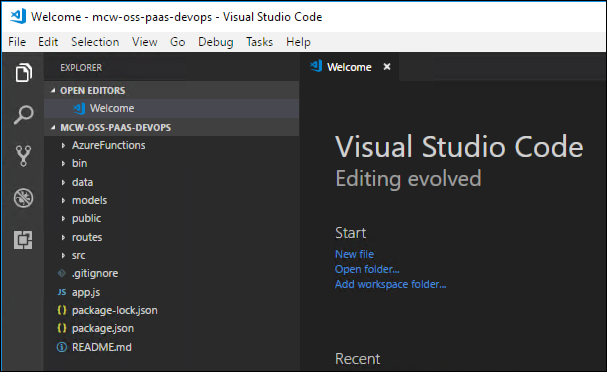 Welcome - mcw-oss-paas-devops - Visual Studio Code
File Edit Selection View Go Debug Tasks Help
EXPLORER
OPEN EDITORS
Welcome
MCW-OSS-PAAS-DEVOPS
AzureFunctions
bin
data
models
public
routes
src
.gitignore
JS app.js
{} package-lock.json
{} package.json
README.md
Welcome ×
Visual Studio Code
Editing evolved
Start
New file
Open folder...
Add workspace folder...
Recent